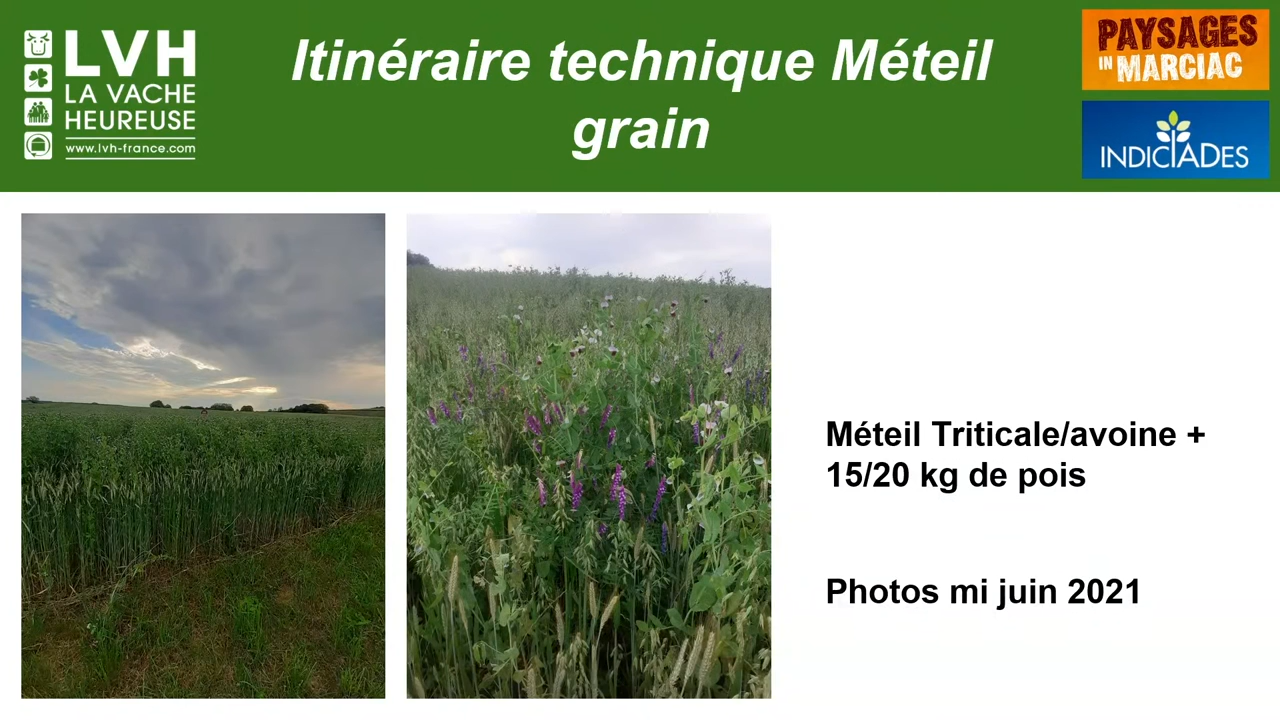 LVH
LA VACHE
HEUREUSE
www.lvh-france.com
Itinéraire technique Méteil
grain
PAYSAGES
IN MARCIAC
INDICIADES
Méteil Triticale/avoine +
15/20 kg de pois
Photos mi juin 2021